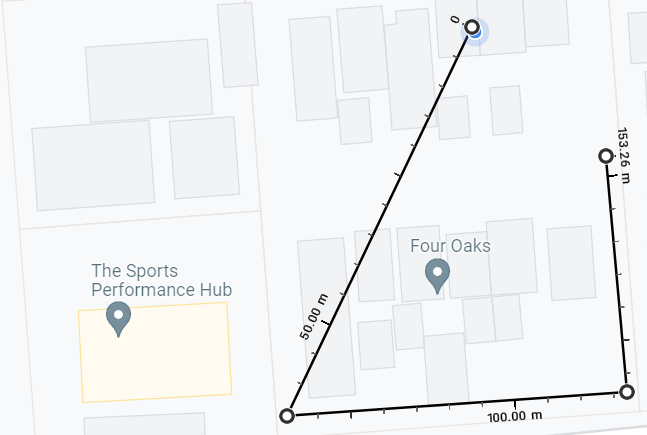 0
153.26 m
Four Oaks
The Sports
Performance Hub
50.00 m
100.00 m